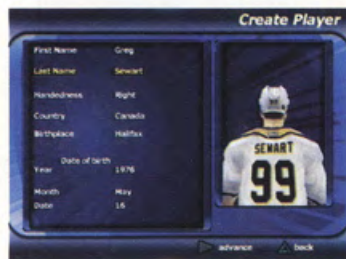 Create Player
First Name Greg
Last Name Sewart
Handedness Right
Country Canada
Birthplace Halifax
Date of birth
Year 1976
Month May
Date 16
SEWART
99
advance back